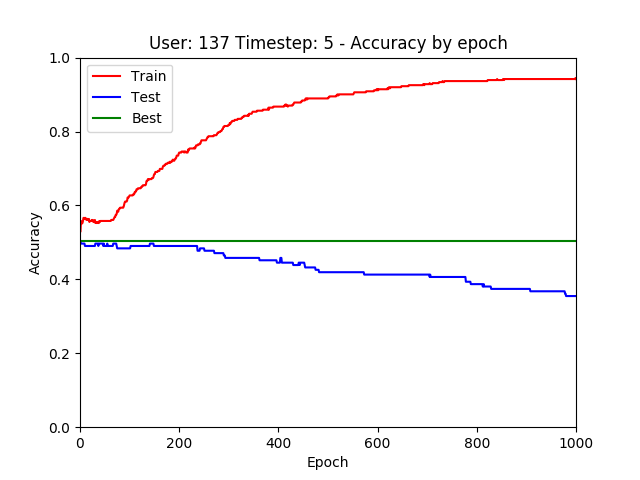 User: 137 Timestep: 5 - Accuracy by epoch
1.0
Train
Test
Best
0.8
0.6
Accuracy
0.4
0.2
0.0
0 200 400 600 800 1000
Epoch